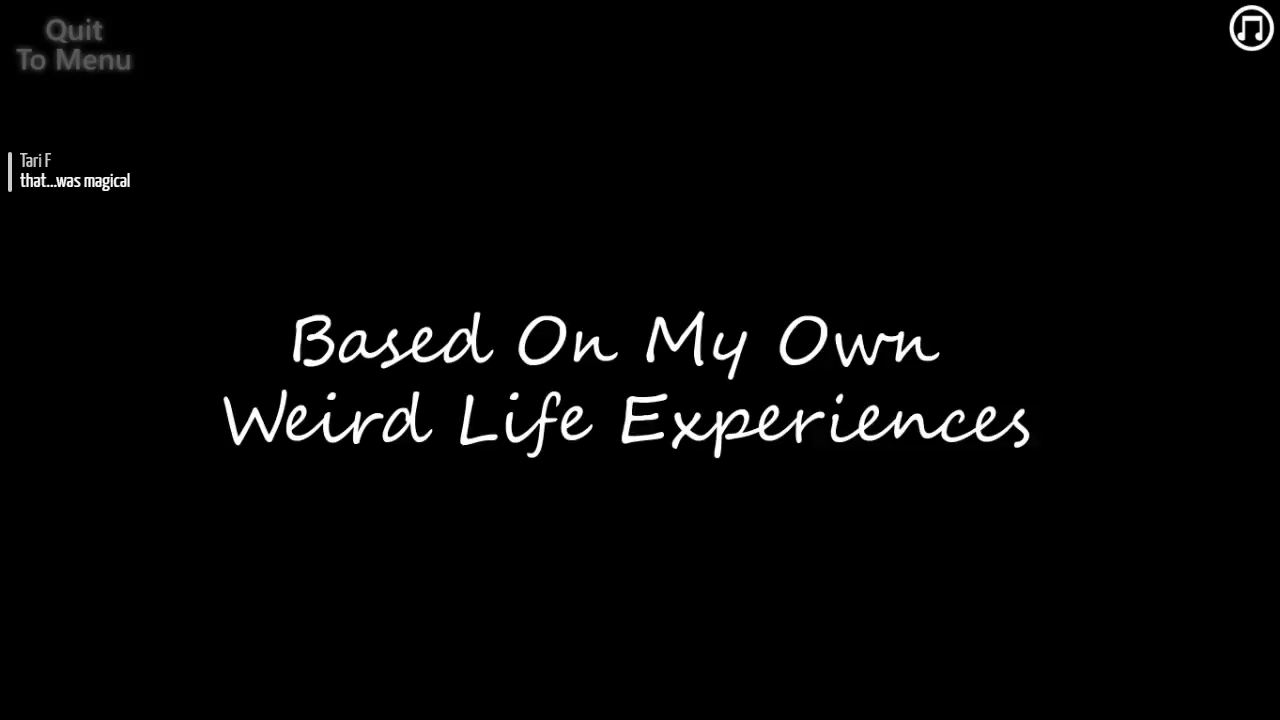 Quit
To Menu
Tari F
that...was magical
Based On My Own
Weird Life Experiences